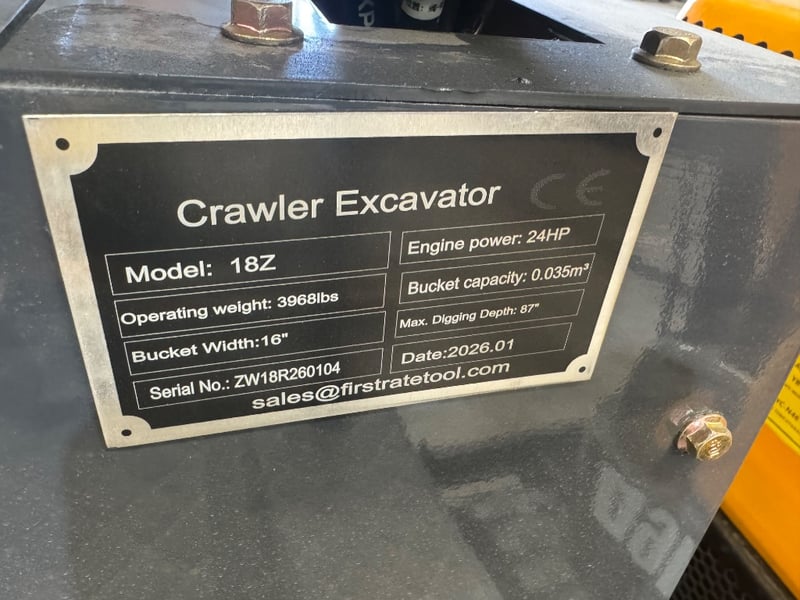 Crawler Excavator
CE
Model: 18Z
Engine power: 24HP
Operating weight: 3968lbs
Bucket capacity: 0.035m³
Bucket Width:16"
Max. Digging Depth: 87"
Serial No.: ZW18R260104
Date:2026.01
sales@firstratetool.com